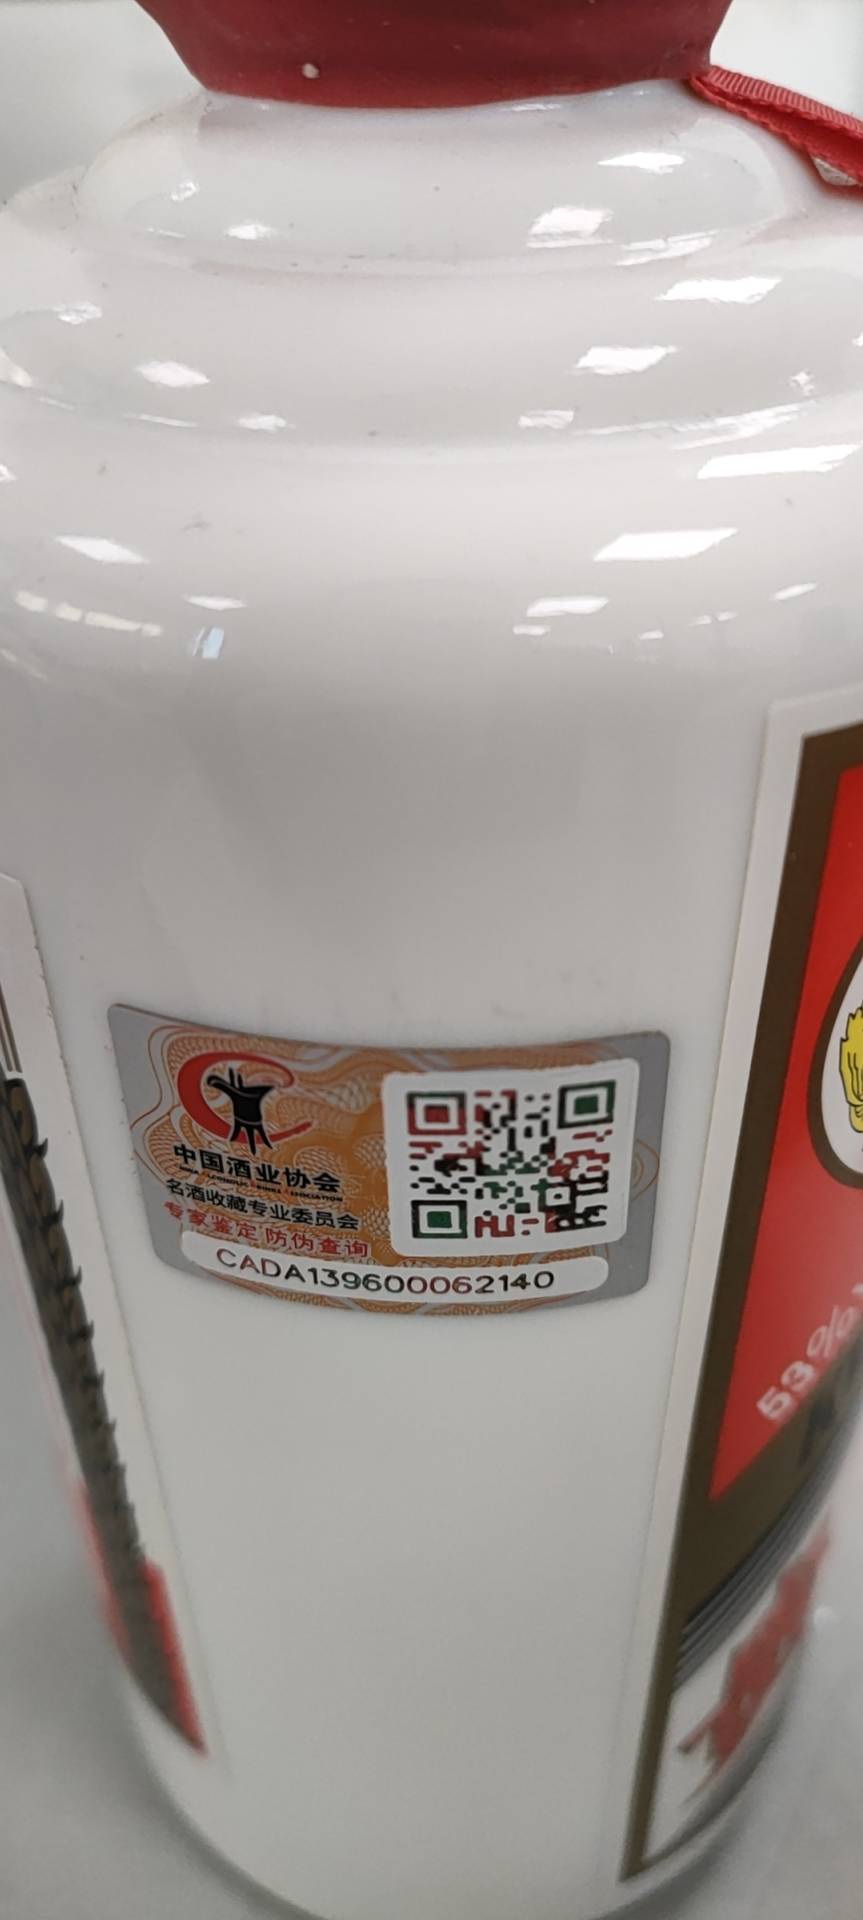 中国酒业协会
名酒收藏专业委员会
专家鉴定 防伪查询
CADA139600062140
53%